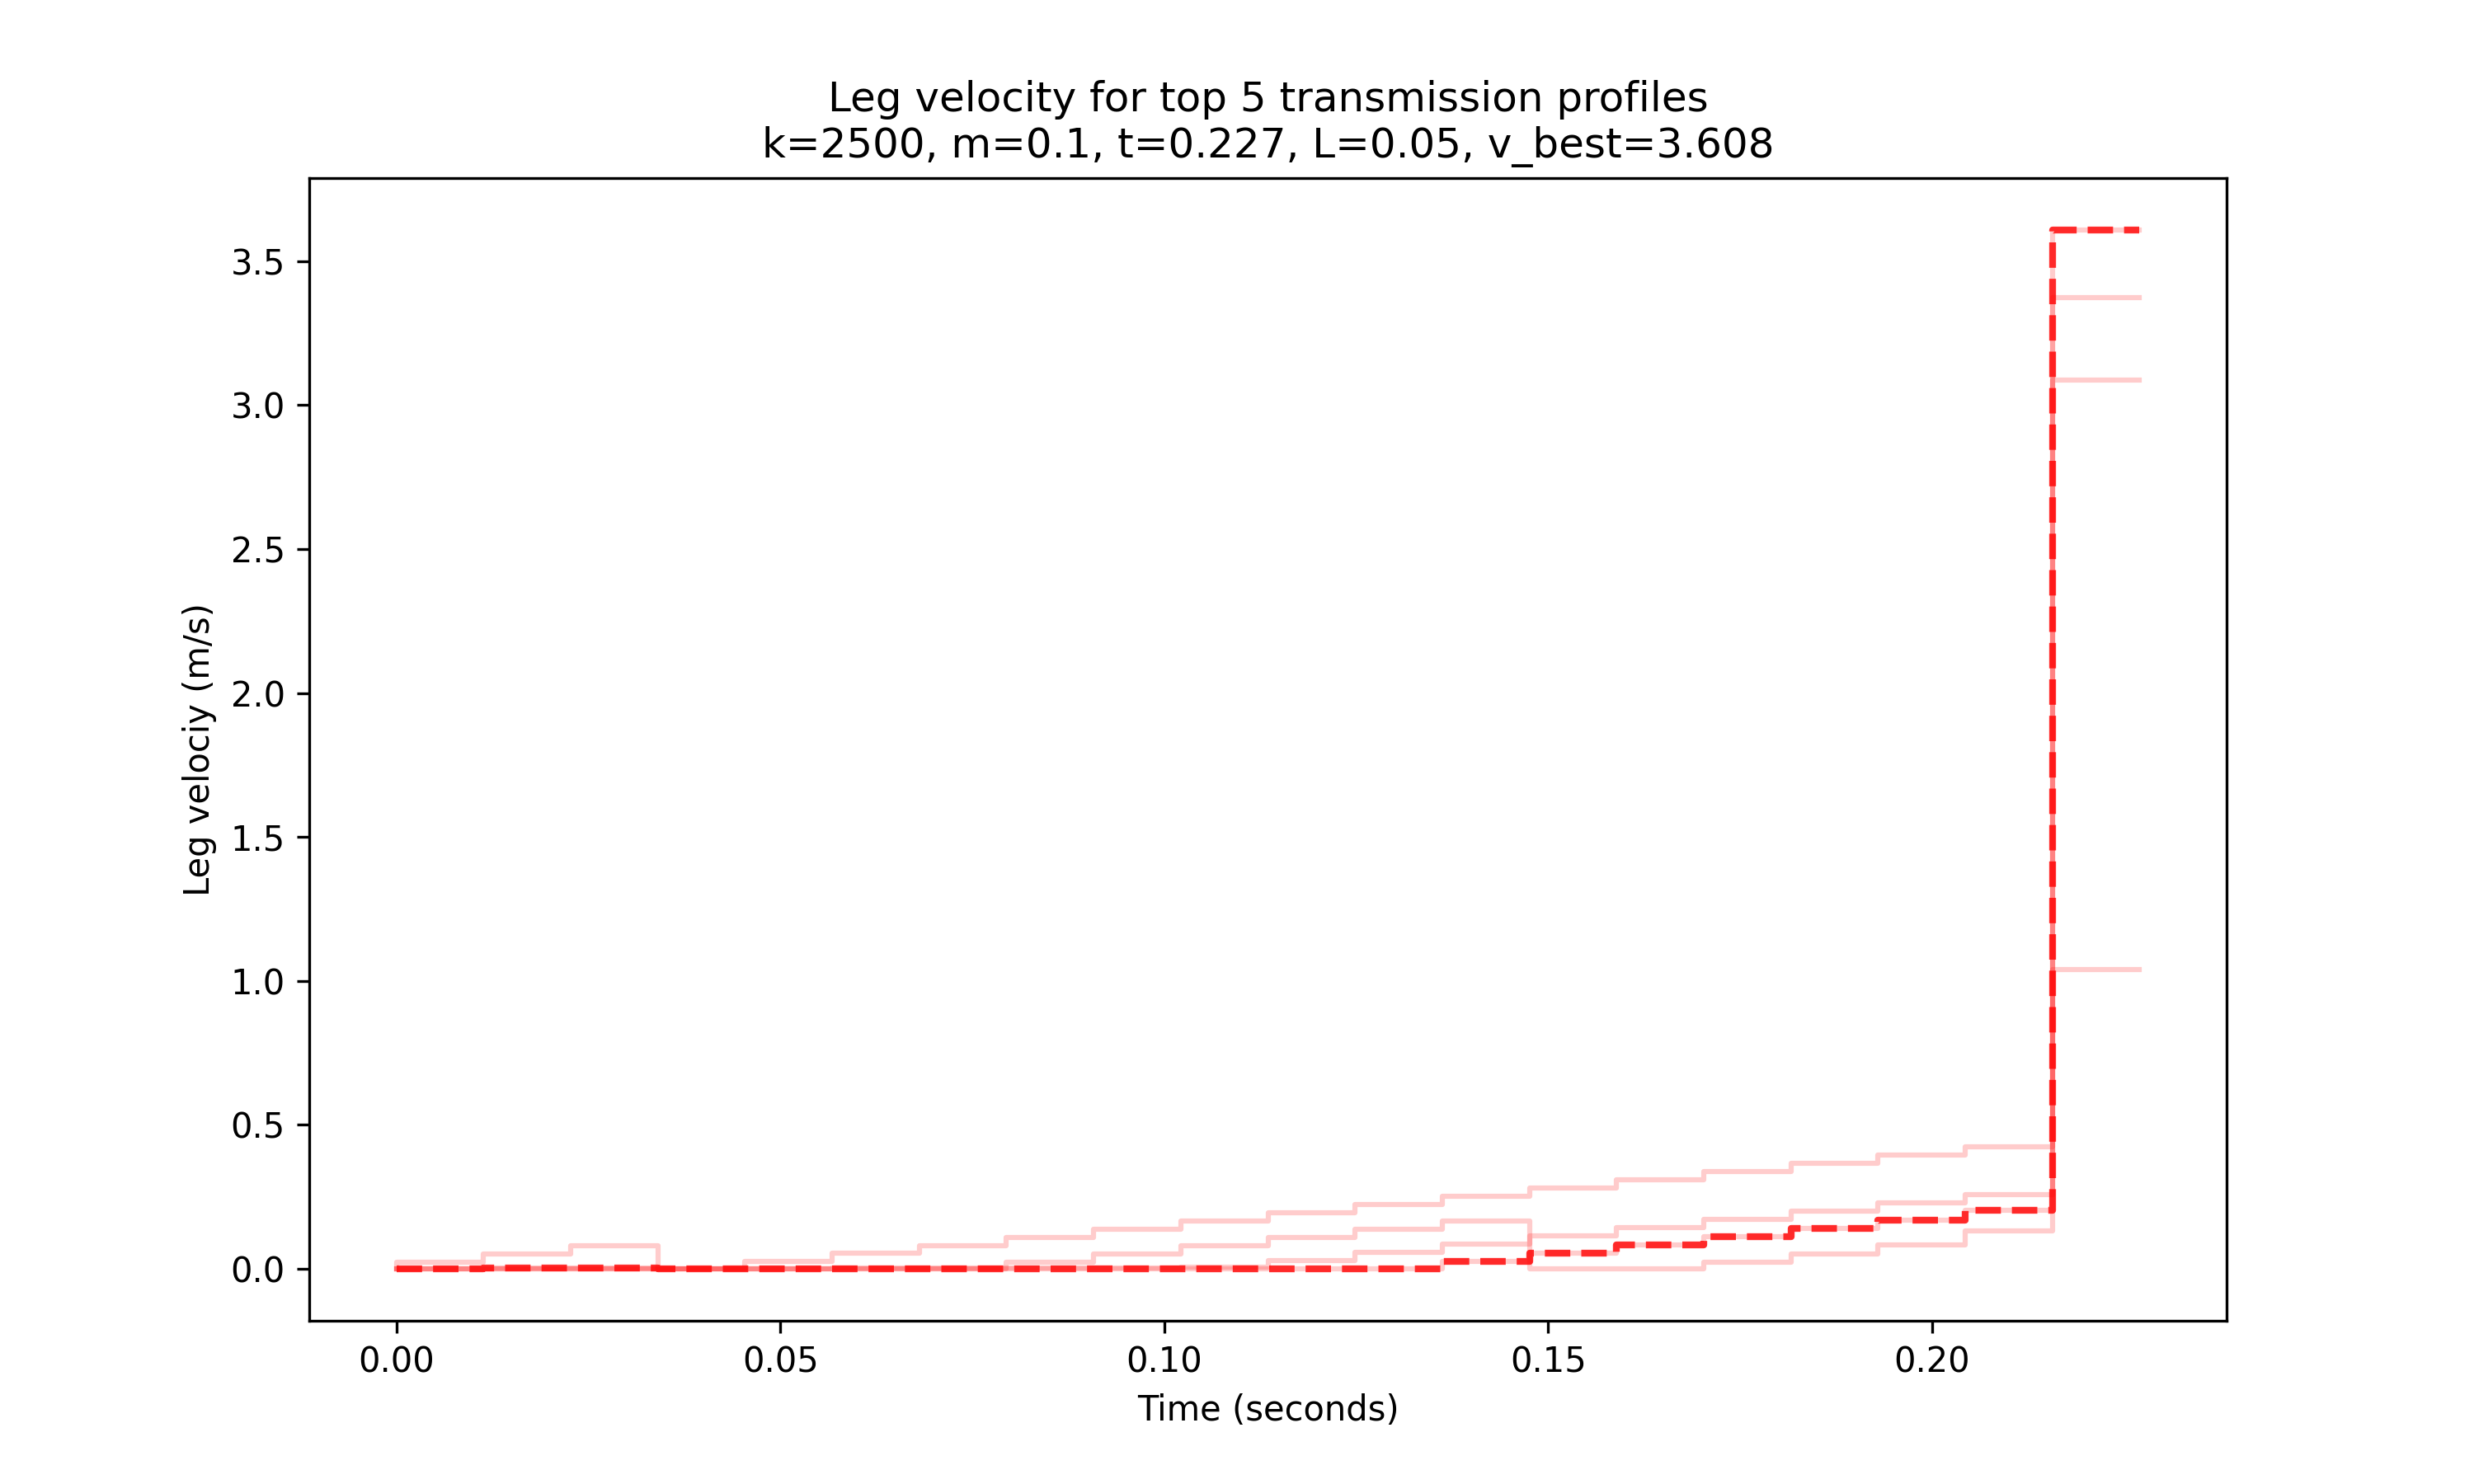 Leg velocity for top 5 transmission profiles
k=2500, m=0.1, t=0.227, L=0.05, v_best=3.608
3.5
3.0
2.5
2.0
1.5
1.0
0.5
0.0
Leg velociy (m/s)
0.00 0.05 0.10 0.15 0.20
Time (seconds)